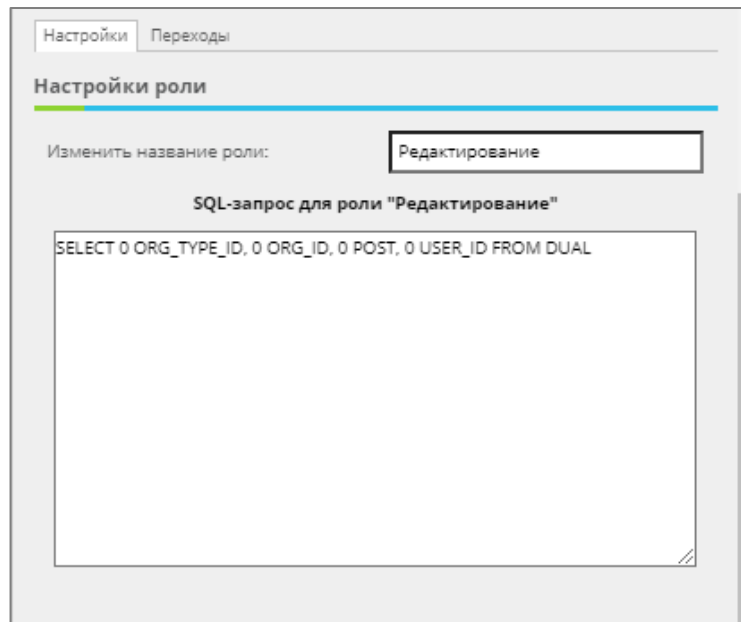 Настройки Переходы
Настройки роли
Изменить название роли: Редактирование
SQL-запрос для роли "Редактирование"
SELECT 0 ORG_TYPE_ID, 0 ORG_ID, 0 POST, 0 USER_ID FROM DUAL